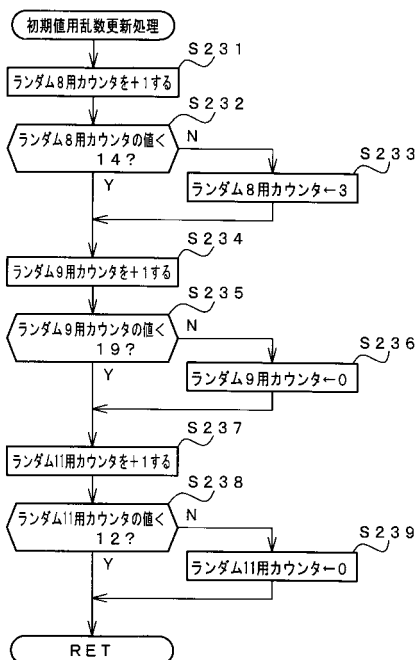 初期値用乱数更新処理
S231
ランダム8用カウンタを+1する
S232
ランダム8用カウンタの値<
14?
N
Y
S233
ランダム8用カウンタ←3
S234
ランダム9用カウンタを+1する
S235
ランダム9用カウンタの値<
19?
N
Y
S236
ランダム9用カウンタ←0
S237
ランダム11用カウンタを+1する
S238
ランダム11用カウンタの値<
12?
N
Y
S239
ランダム11用カウンタ←0
RET